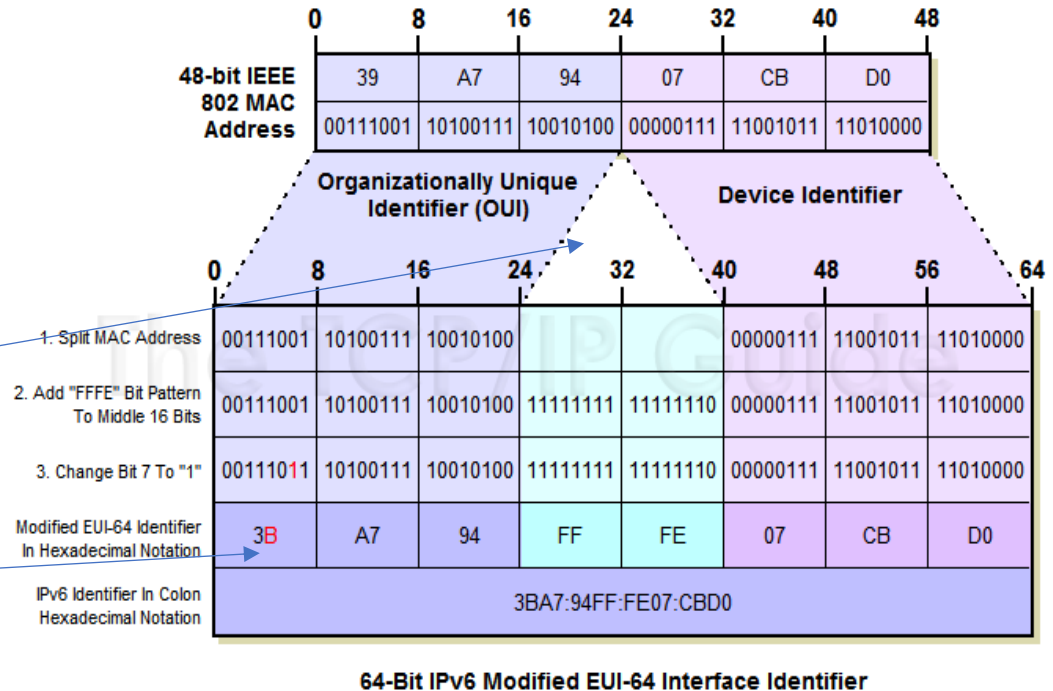 0 8 16 24 32 40 48
48-bit IEEE
802 MAC
Address
39 A7 94 07 CB D0
00111001 10100111 10010100 00000111 11001011 11010000
Organizationally Unique
Identifier (OUI)
Device Identifier
0 8 16 24 32 40 48 56 64
The TCP/IP Guide
1. Split MAC Address 00111001 10100111 10010100 00000111 11001011 11010000
2. Add "FFFE" Bit Pattern
To Middle 16 Bits
00111001 10100111 10010100 11111111 11111110 00000111 11001011 11010000
3. Change Bit 7 To "1" 00111011 10100111 10010100 11111111 11111110 00000111 11001011 11010000
Modified EUI-64 Identifier
In Hexadecimal Notation
3B A7 94 FF FE 07 CB D0
IPv6 Identifier In Colon
Hexadecimal Notation
3BA7:94FF:FE07:CBD0
64-Bit IPv6 Modified EUI-64 Interface Identifier